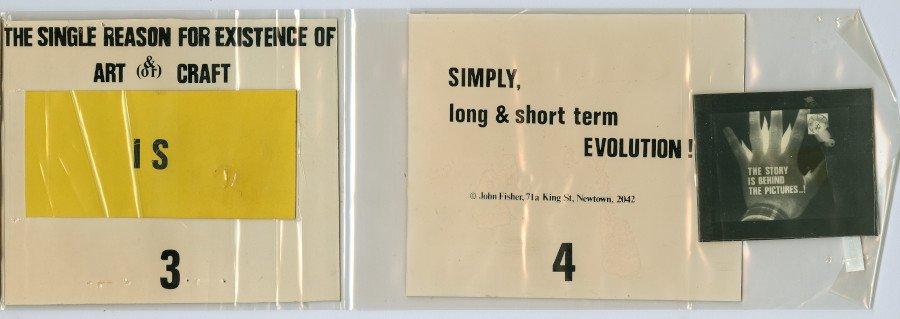 THE SINGLE REASON FOR EXISTENCE OF
ART (&or) CRAFT
IS
3
SIMPLY,
long & short term
EVOLUTION!
© John Fisher, 71a King St, Newtown, 2042
4
THE STORY
IS BEHIND
THE PICTURES..!